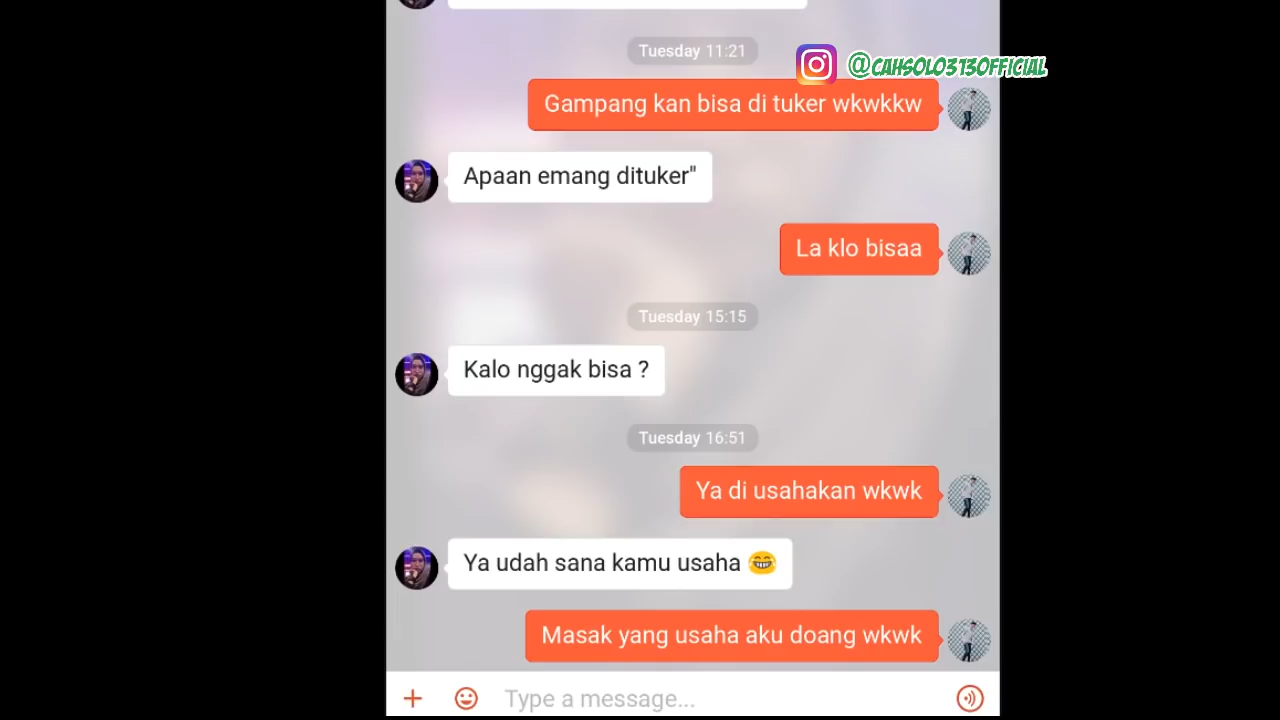 Tuesday 11:21
@CAHSOLO313OFFICIAL
Gampang kan bisa di tuker wkwkkw
Apaan emang dituker"
La klo bisaa
Tuesday 15:15
Kalo nggak bisa ?
Tuesday 16:51
Ya di usahakan wkwk
Ya udah sana kamu usaha 😂
Masak yang usaha aku doang wkwk
Type a message...